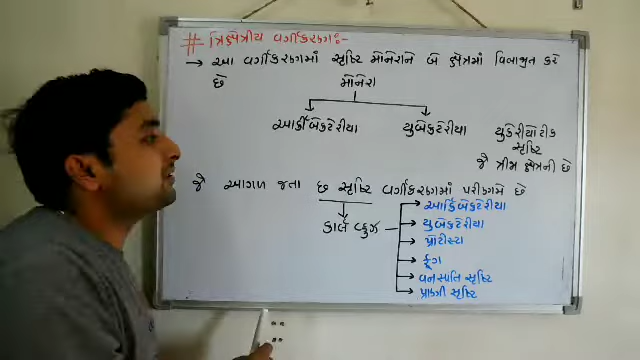 # ત્રિક્ષેત્રીય વર્ગીકરણ:-
→ આ વર્ગીકરણમાં સૃષ્ટિ મોનેરાને બે ક્ષેત્રમાં વિભાજીત કરે
છે
મોનેરા
આર્કીબેક્ટેરીયા યુબેક્ટેરીયા યુકેરીયોટીક
સૃષ્ટિ
જે ત્રીજા ક્ષેત્રની છે
જે આગળ જતા છ સૃષ્ટિ વર્ગીકરણમાં પરીણમે છે
કાર્લ વુઝ
આર્કિબેક્ટેરીયા
યુબેક્ટેરીયા
પ્રોટીસ્ટા
ફૂગ
વનસ્પતિ સૃષ્ટિ
પ્રાણી સૃષ્ટિ